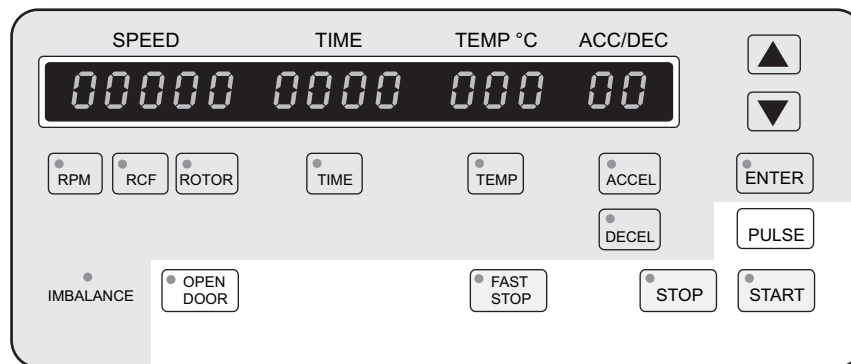 SPEED TIME TEMP °C ACC/DEC
00000 0000 000 00
RPM RCF ROTOR TIME TEMP ACCEL ENTER
DECEL PULSE
IMBALANCE OPEN DOOR FAST STOP STOP START